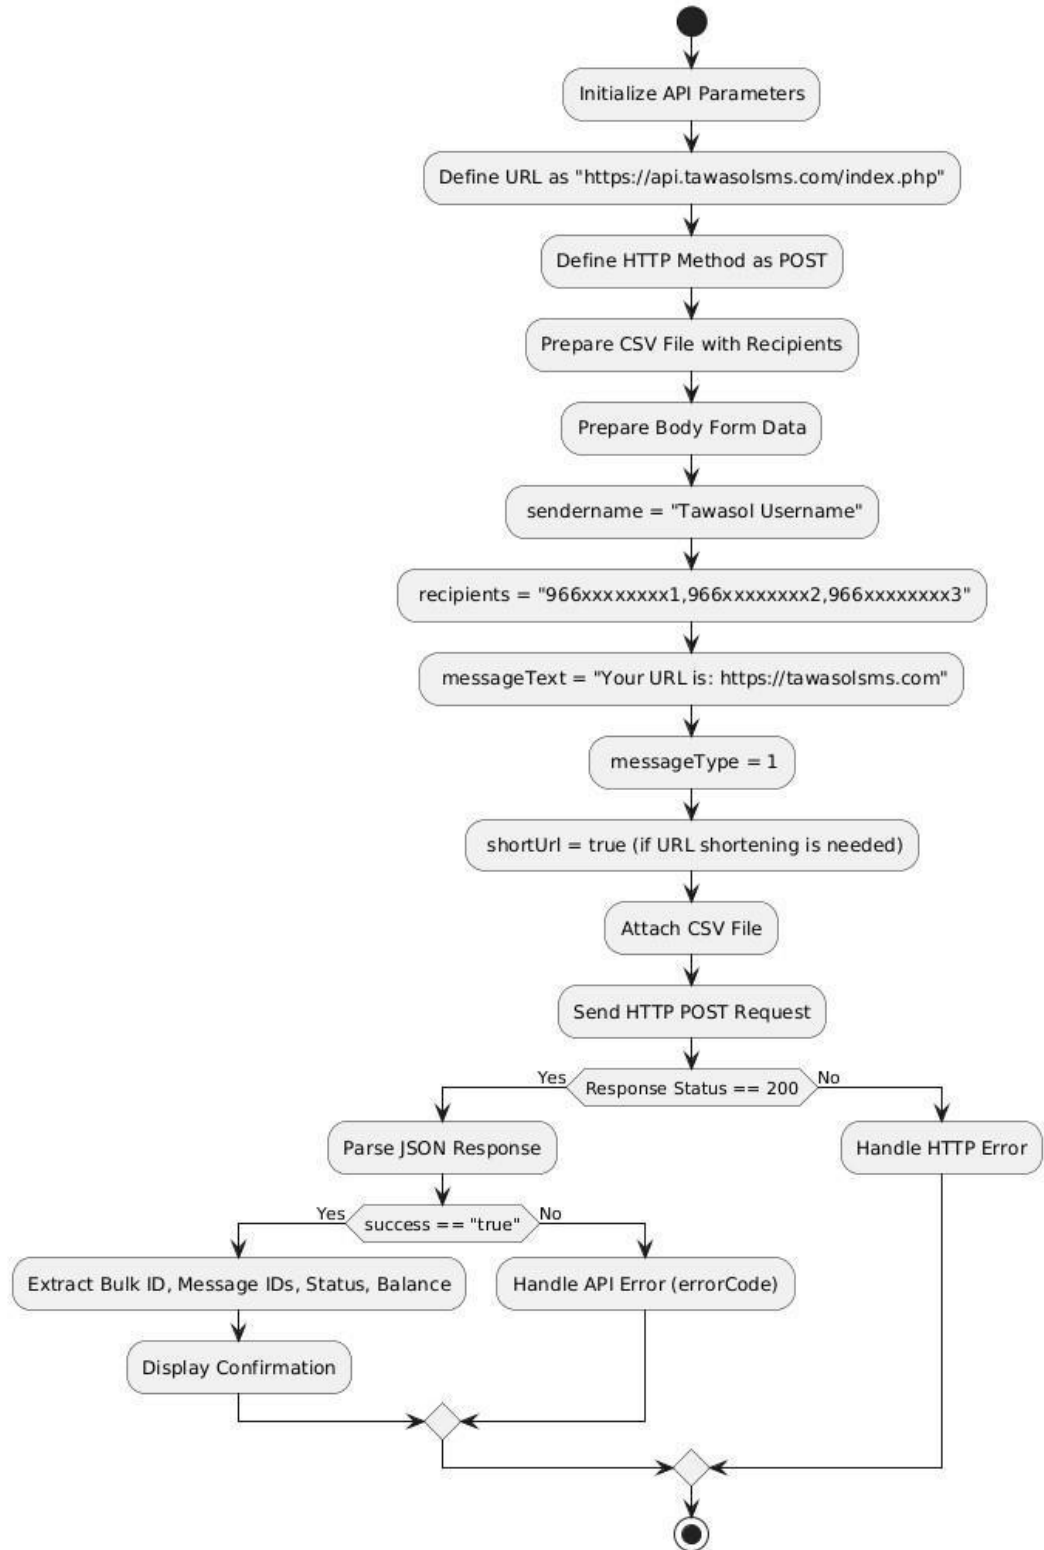 Initialize API Parameters
Define URL as "https://api.tawasolsms.com/index.php"
Define HTTP Method as POST
Prepare CSV File with Recipients
Prepare Body Form Data
sendername = "Tawasol Username"
recipients = "966xxxxxxxx1,966xxxxxxxx2,966xxxxxxxx3"
messageText = "Your URL is: https://tawasolsms.com"
messageType = 1
shortUrl = true (if URL shortening is needed)
Attach CSV File
Send HTTP POST Request
Yes
Response Status == 200
No
Parse JSON Response
Handle HTTP Error
Yes
success == "true"
No
Extract Bulk ID, Message IDs, Status, Balance
Handle API Error (errorCode)
Display Confirmation